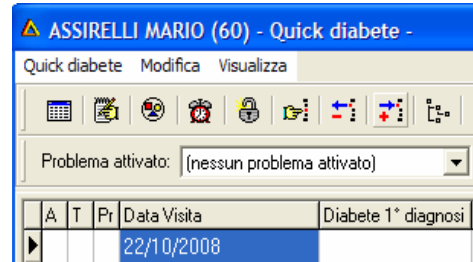 ASSIRELLI MARIO (60) - Quick diabete -
Quick diabete Modifica Visualizza
Problema attivato: (nessun problema attivato)
A T Pr Data Visita Diabete 1° diagnosi
22/10/2008